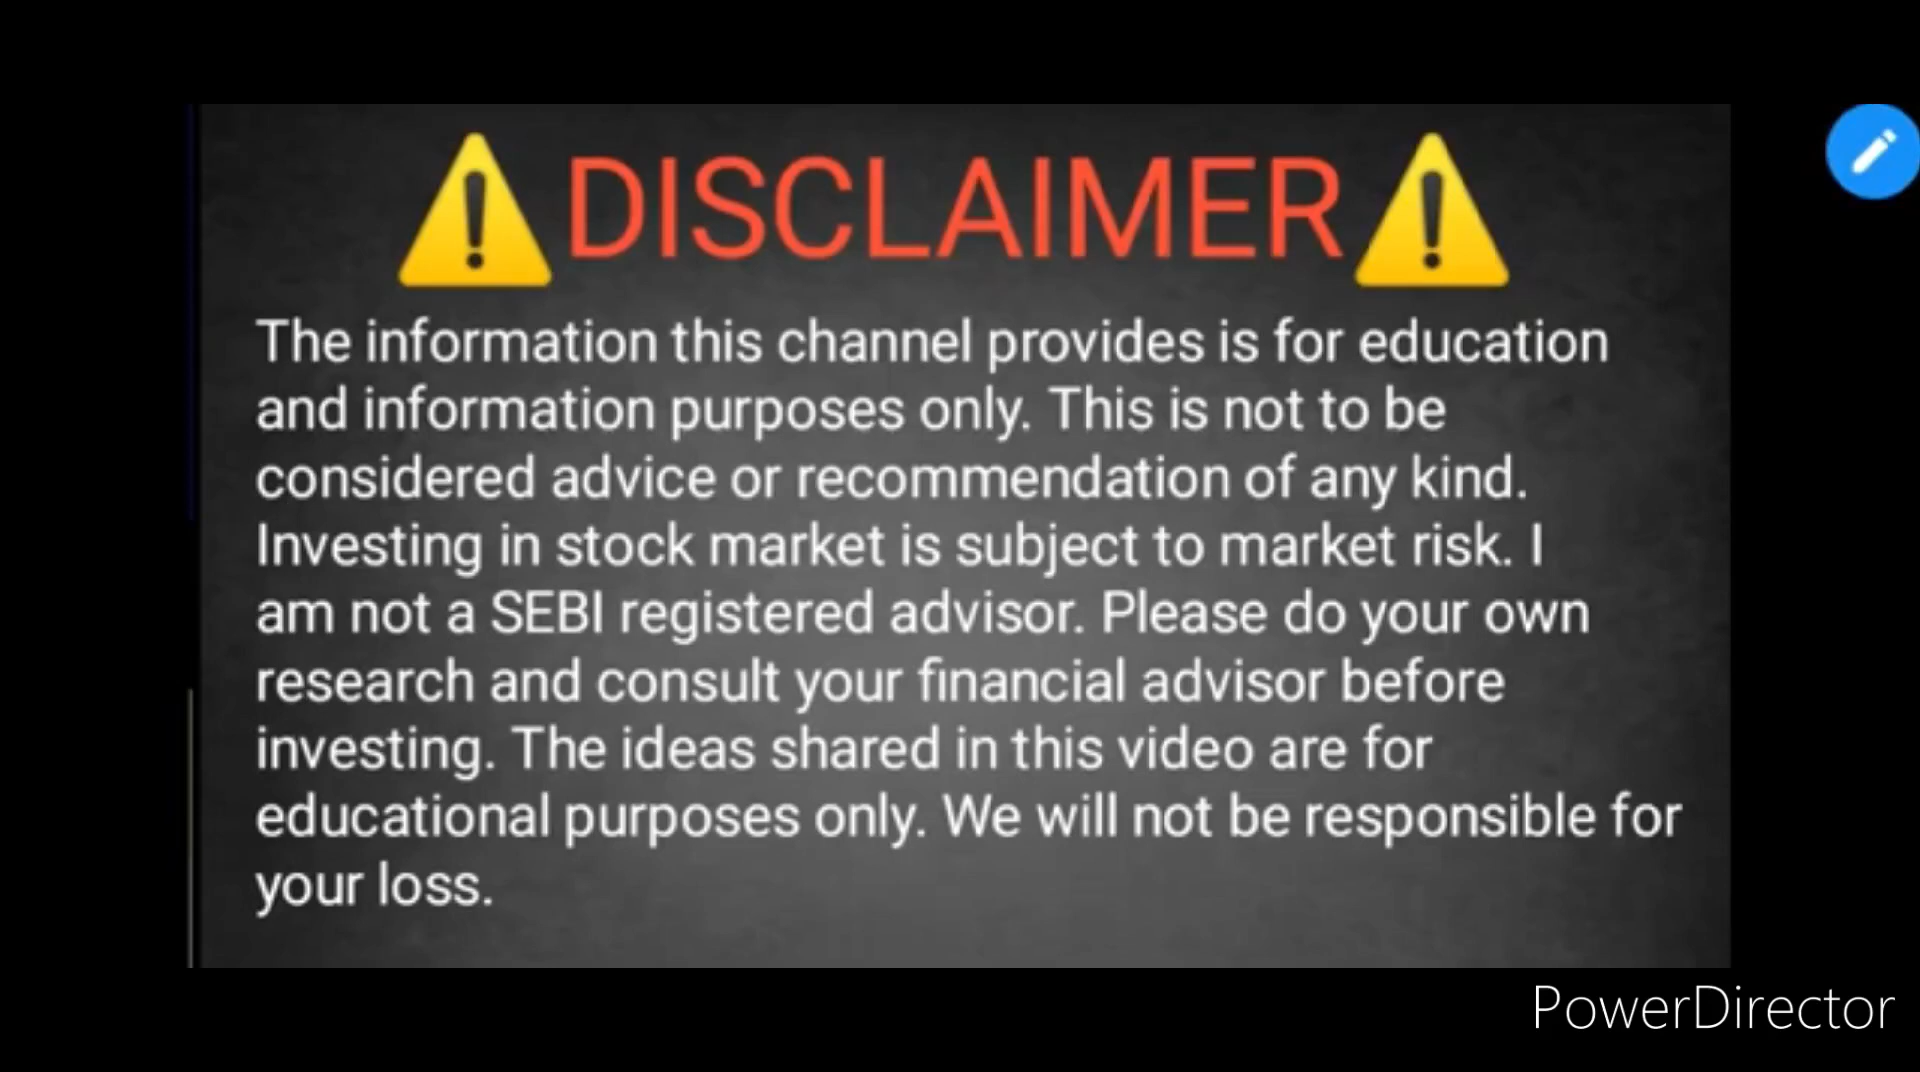 ⚠️DISCLAIMER⚠️
The information this channel provides is for education
and information purposes only. This is not to be
considered advice or recommendation of any kind.
Investing in stock market is subject to market risk. I
am not a SEBI registered advisor. Please do your own
research and consult your financial advisor before
investing. The ideas shared in this video are for
educational purposes only. We will not be responsible for
your loss.
PowerDirector